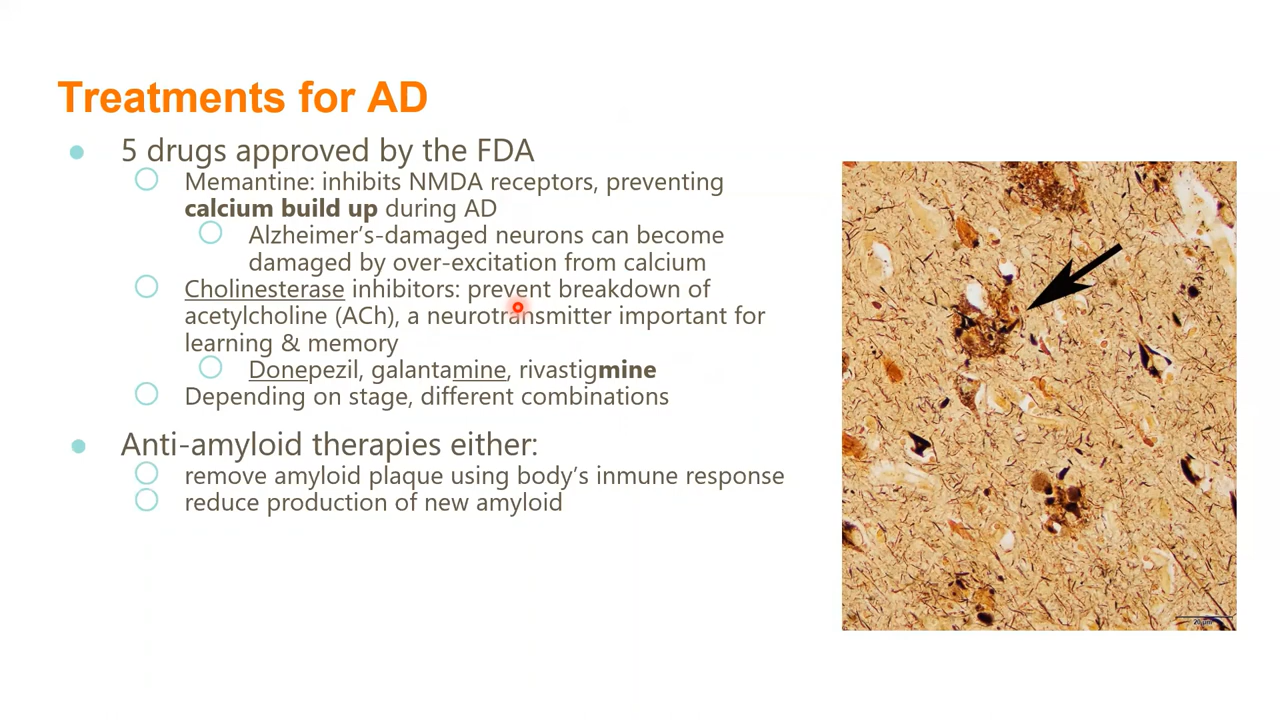 Treatments for AD
5 drugs approved by the FDA
Memantine: inhibits NMDA receptors, preventing
calcium build up during AD
Alzheimer's-damaged neurons can become
damaged by over-excitation from calcium
Cholinesterase inhibitors: prevent breakdown of
acetylcholine (ACh), a neurotransmitter important for
learning & memory
Donepezil, galantamine, rivastigmine
Depending on stage, different combinations
Anti-amyloid therapies either:
remove amyloid plaque using body's inmune response
reduce production of new amyloid
20 µm